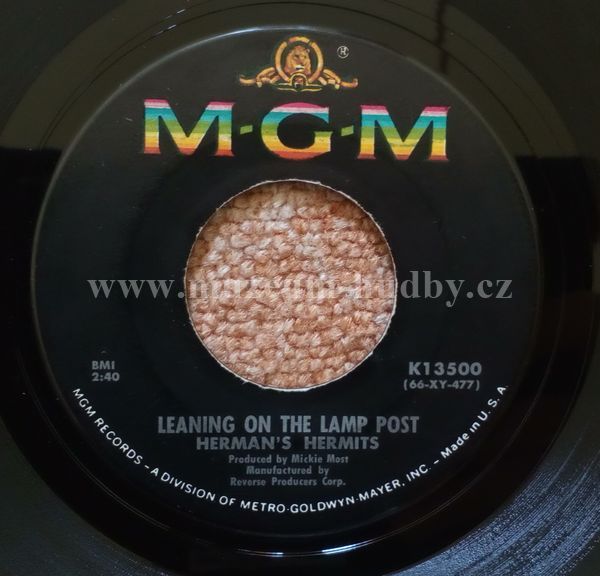 ®
M-G-M
www.muzeum-hudby.cz
BMI
2:40
K13500
(66-XY-477)
LEANING ON THE LAMP POST
HERMAN'S HERMITS
Produced by Mickie Most
Manufactured by
Reverse Producers Corp.
MGM RECORDS – A DIVISION OF METRO-GOLDWYN-MAYER, INC. – Made in U.S.A.